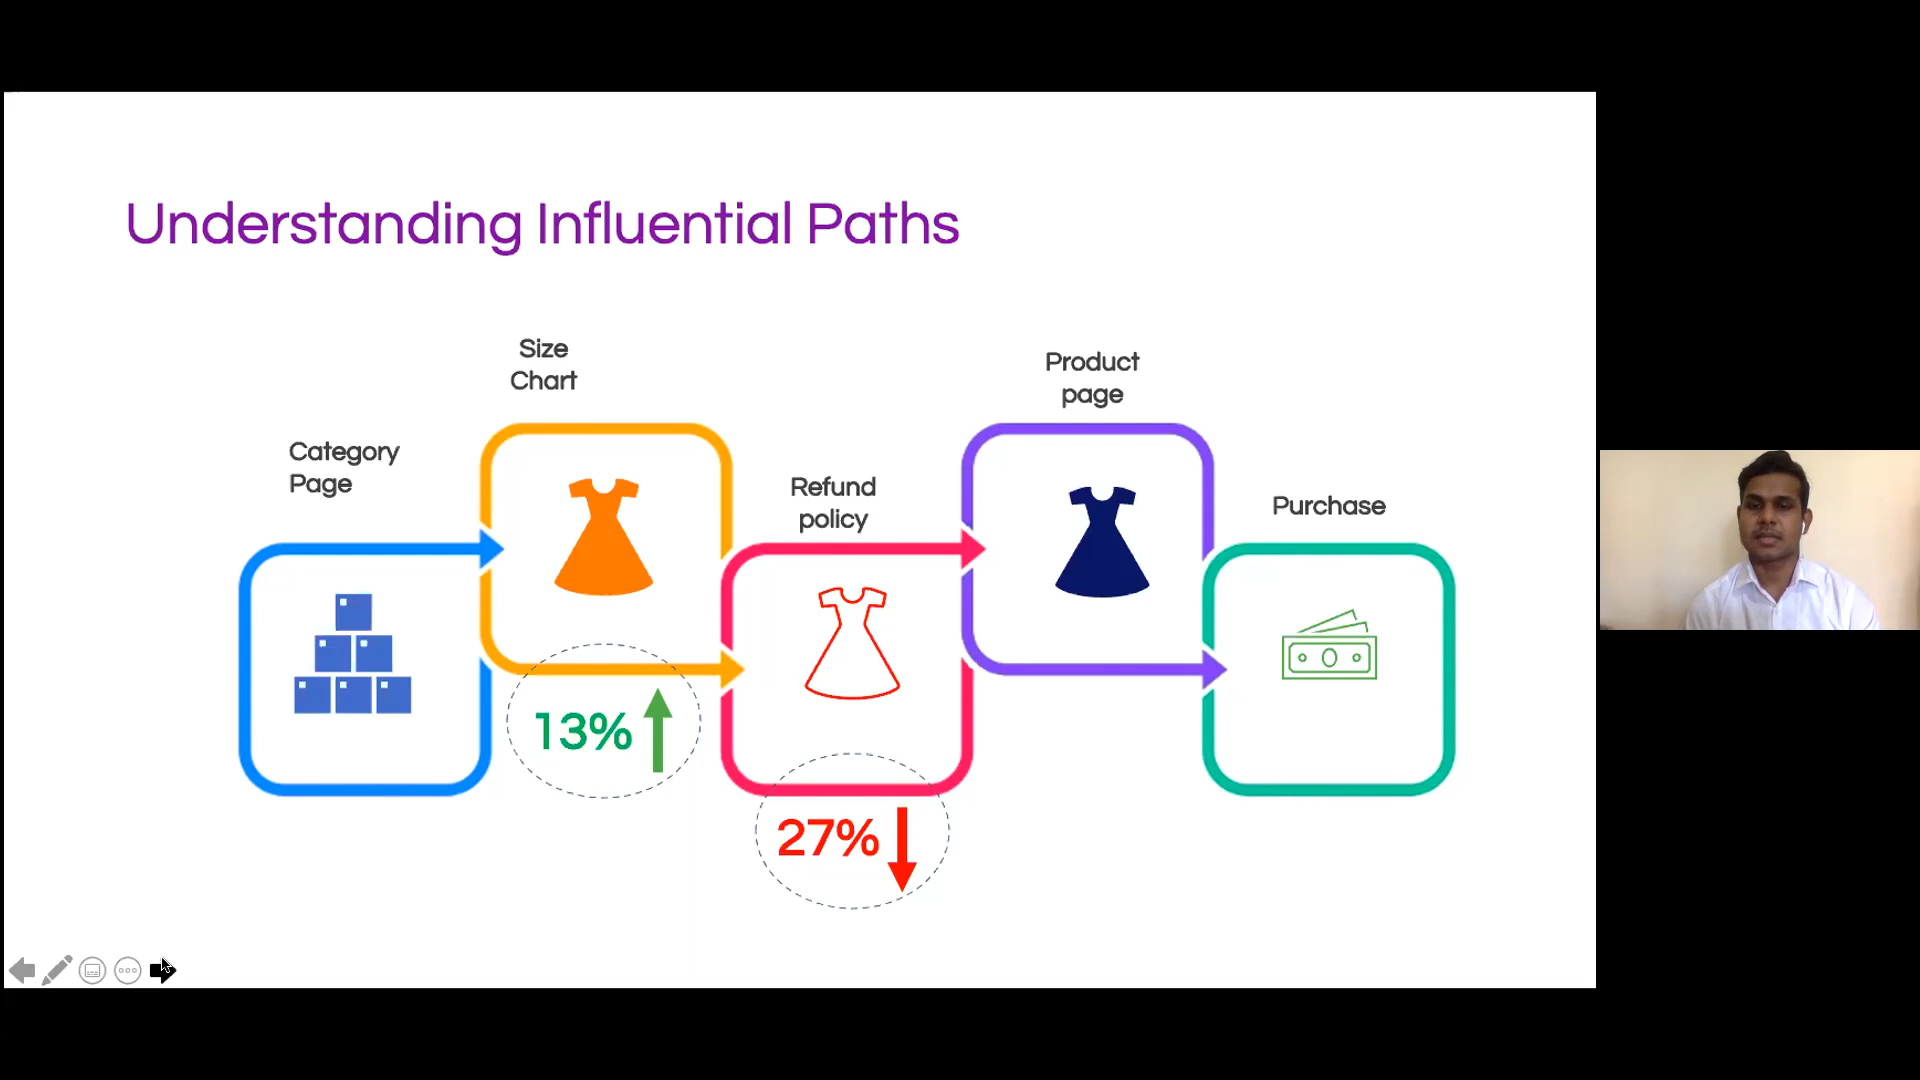 Understanding Influential Paths
Size
Chart
Product
page
Category
Page
Refund
policy
Purchase
13%
27%